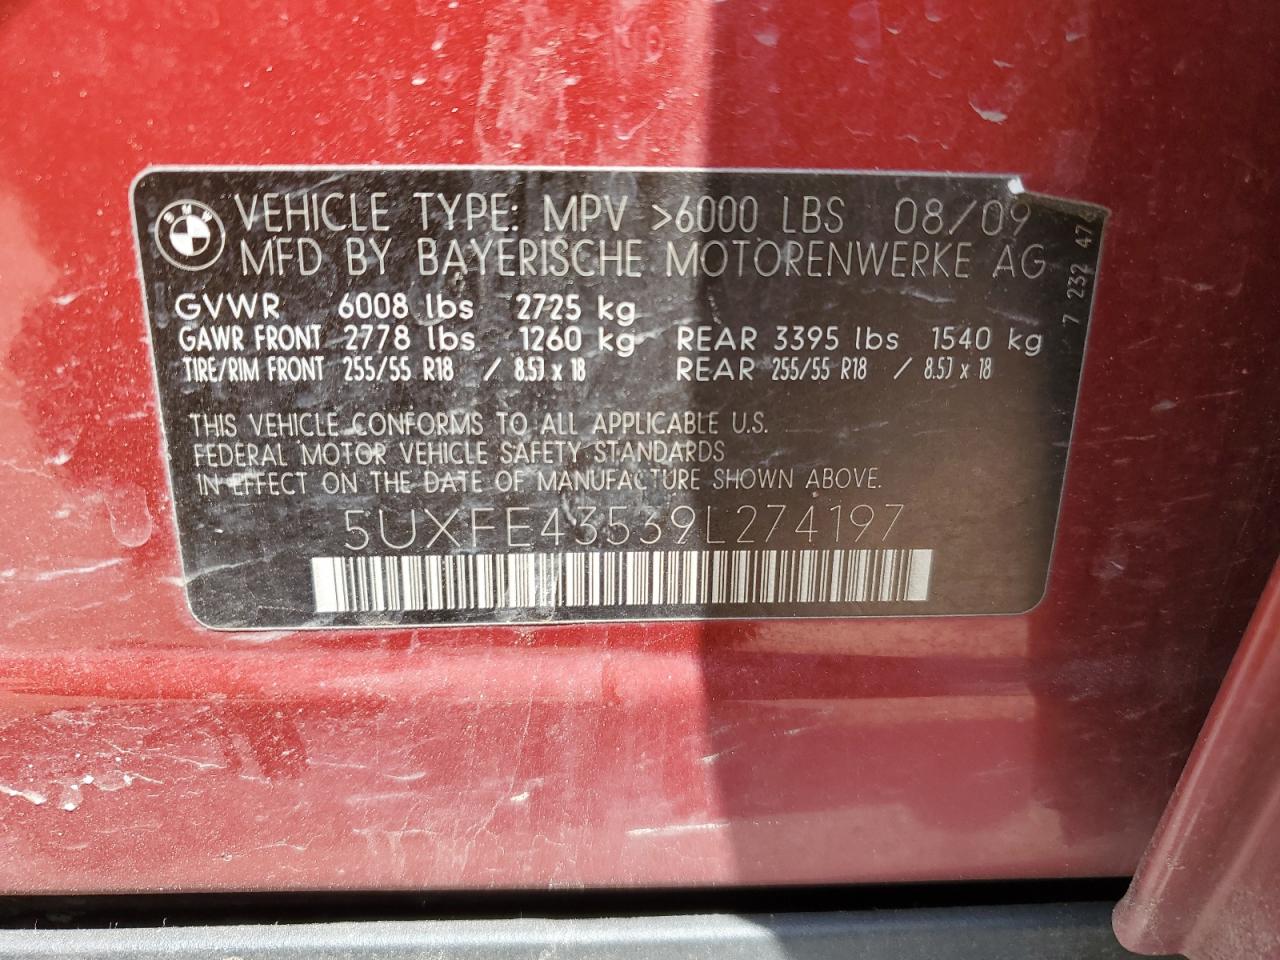 BMW VEHICLE TYPE: MPV >6000 LBS 08/09
MFD BY BAYERISCHE MOTORENWERKE AG
GVWR 6008 lbs 2725 kg
GAWR FRONT 2778 lbs 1260 kg REAR 3395 lbs 1540 kg
TIRE/RIM FRONT 255/55 R18 / 8.5J x 18 REAR 255/55 R18 / 8.5J x 18
THIS VEHICLE CONFORMS TO ALL APPLICABLE U.S.
FEDERAL MOTOR VEHICLE SAFETY STANDARDS
IN EFFECT ON THE DATE OF MANUFACTURE SHOWN ABOVE.
5UXFE43539L274197
7 232 47